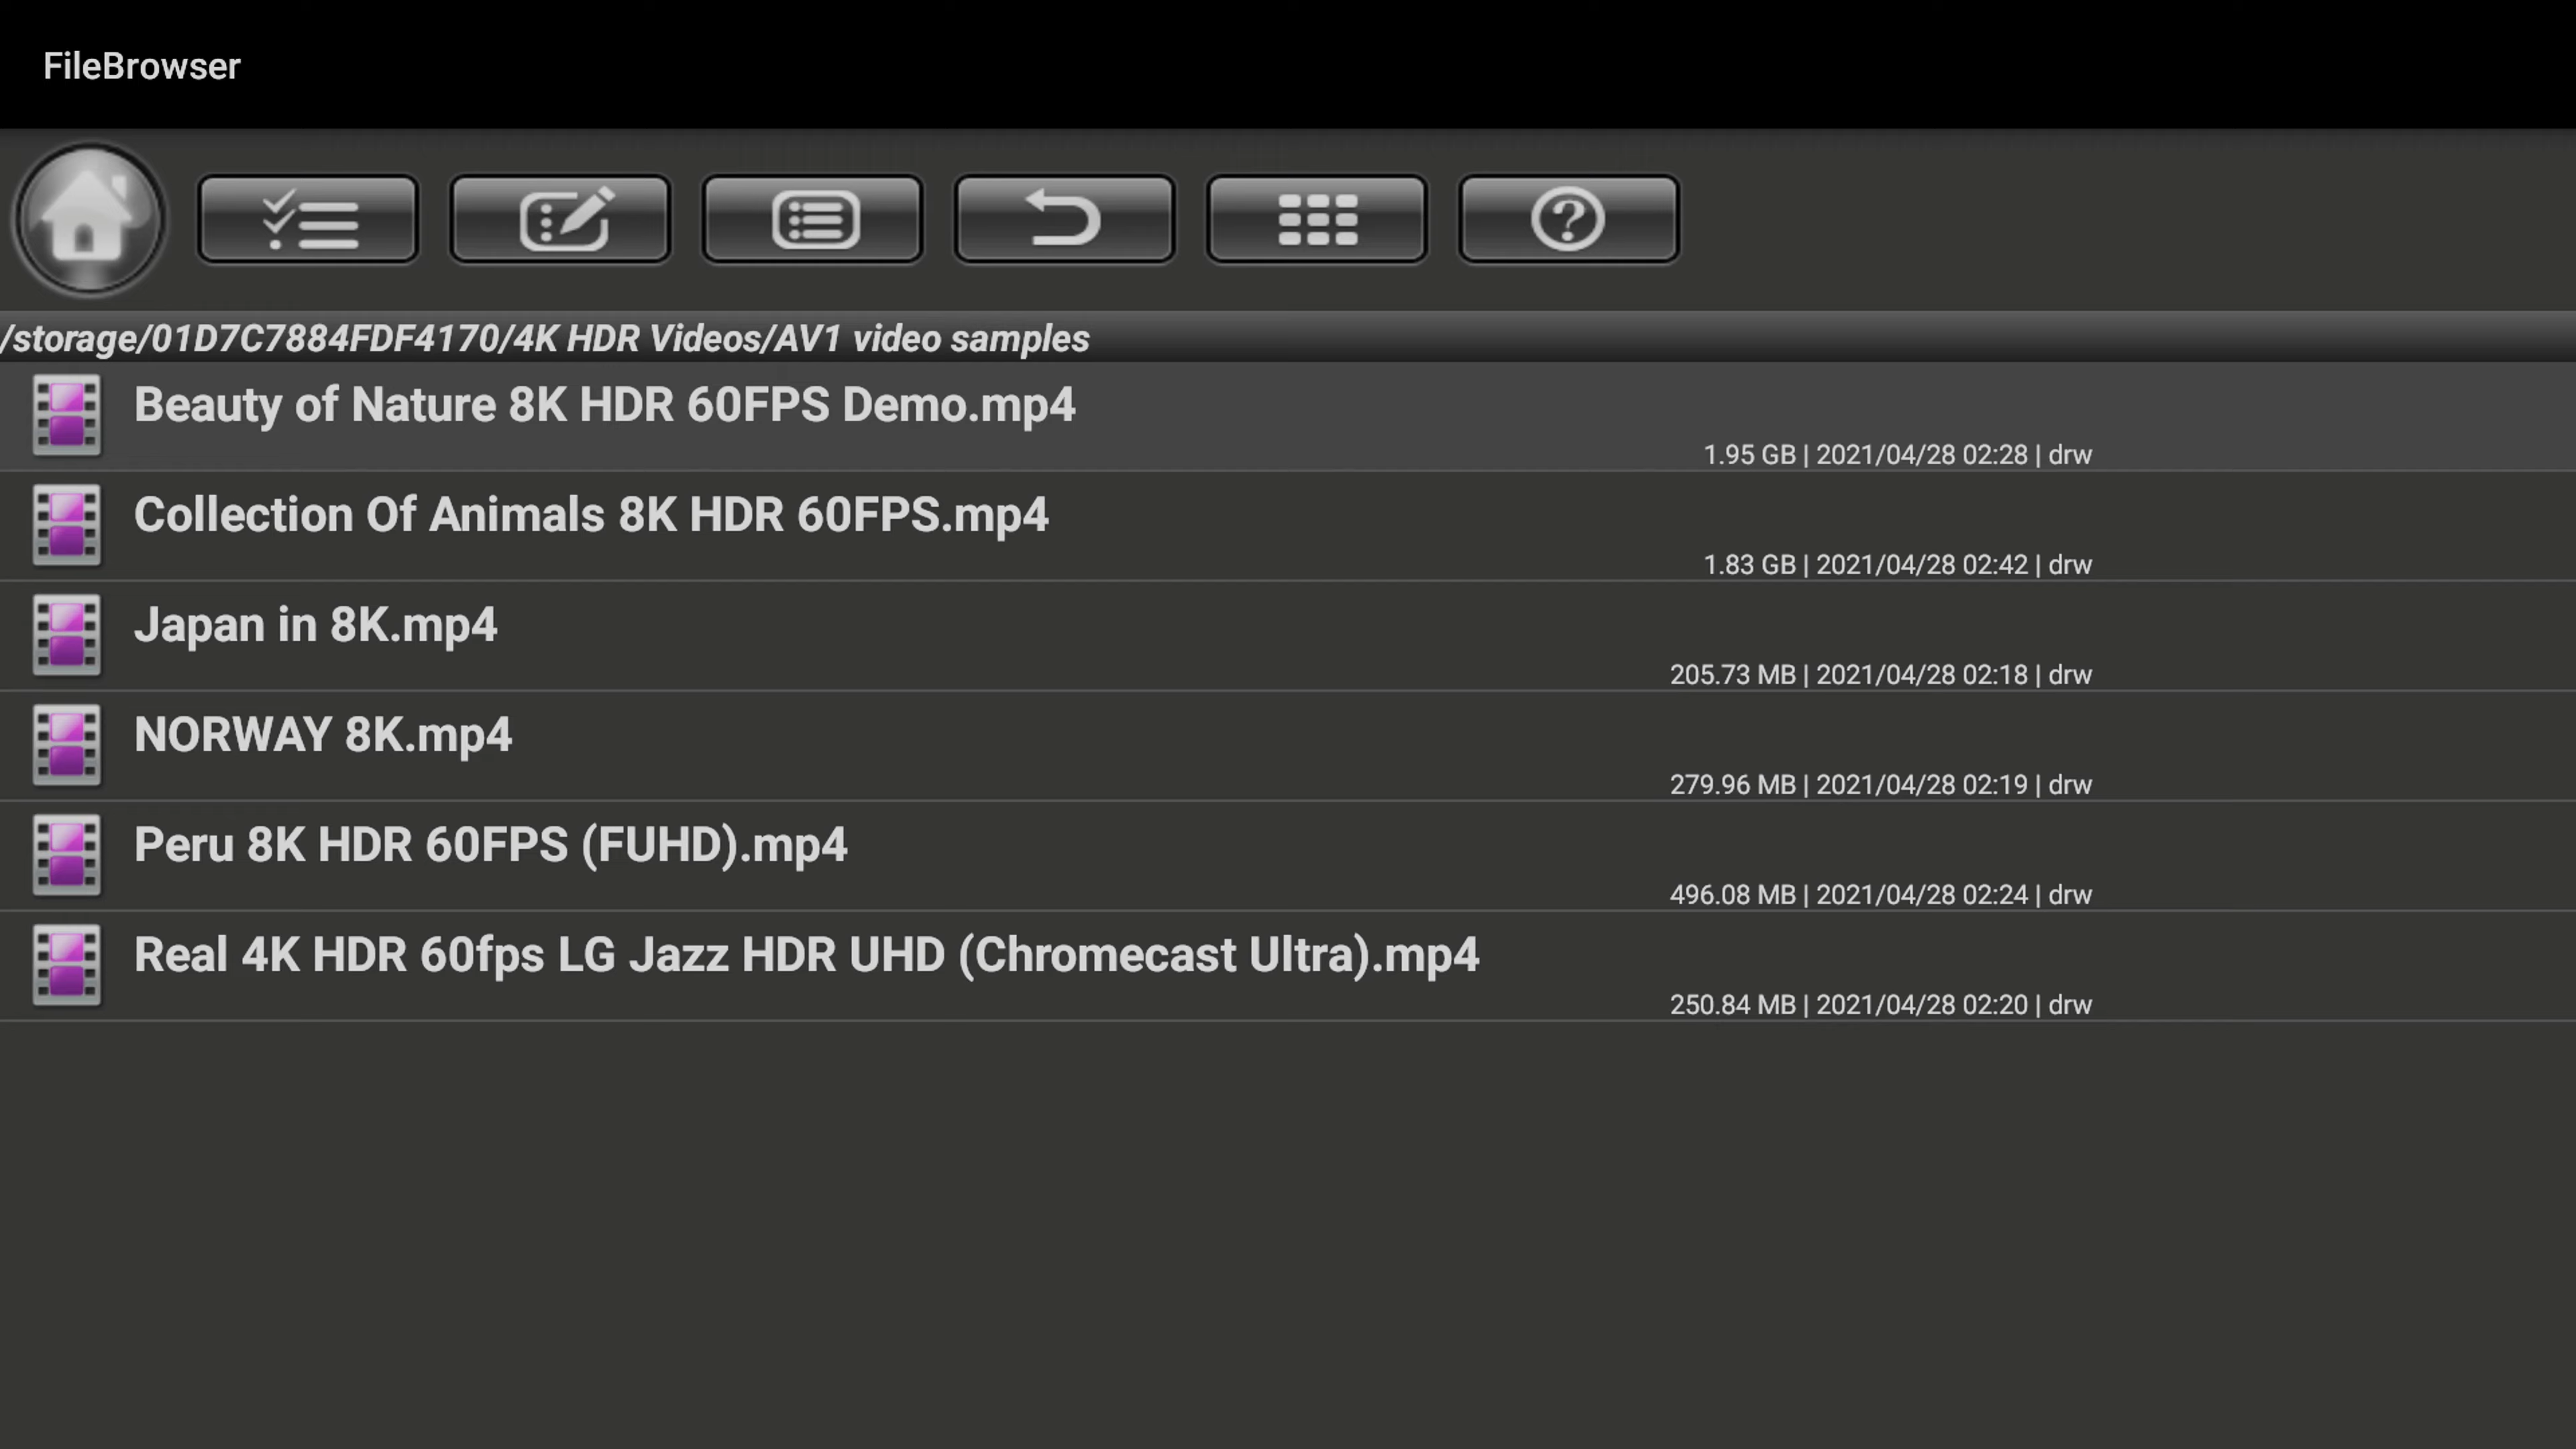 FileBrowser
/storage/01D7C7884FDF4170/4K HDR Videos/AV1 video samples
Beauty of Nature 8K HDR 60FPS Demo.mp4
1.95 GB | 2021/04/28 02:28 | drw
Collection Of Animals 8K HDR 60FPS.mp4
1.83 GB | 2021/04/28 02:42 | drw
Japan in 8K.mp4
205.73 MB | 2021/04/28 02:18 | drw
NORWAY 8K.mp4
279.96 MB | 2021/04/28 02:19 | drw
Peru 8K HDR 60FPS (FUHD).mp4
496.08 MB | 2021/04/28 02:24 | drw
Real 4K HDR 60fps LG Jazz HDR UHD (Chromecast Ultra).mp4
250.84 MB | 2021/04/28 02:20 | drw